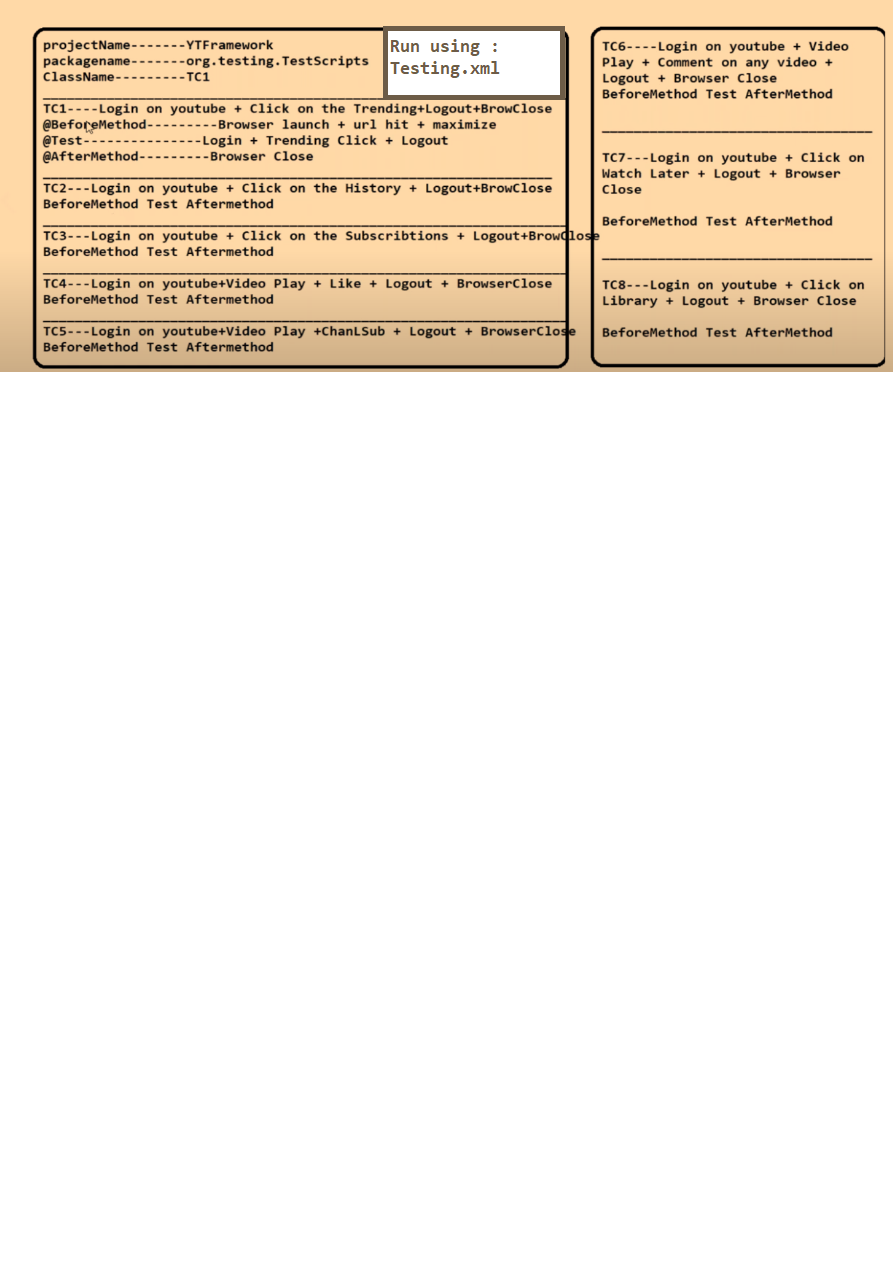 projectName-------YTFramework
packagename-------org.testing.TestScripts
ClassName---------TC1
Run using :
Testing.xml
TC1----Login on youtube + Click on the Trending+Logout+BrowClose
@BeforeMethod---------Browser launch + url hit + maximize
@Test---------------Login + Trending Click + Logout
@AfterMethod---------Browser Close
TC2---Login on youtube + Click on the History + Logout+BrowClose
BeforeMethod Test Aftermethod
TC3---Login on youtube + Click on the Subscribtions + Logout+BrowClose
BeforeMethod Test Aftermethod
TC4---Login on youtube+Video Play + Like + Logout + BrowserClose
BeforeMethod Test Aftermethod
TC5---Login on youtube+Video Play +ChanLSub + Logout + BrowserClose
BeforeMethod Test Aftermethod
TC6----Login on youtube + Video
Play + Comment on any video +
Logout + Browser Close
BeforeMethod Test AfterMethod
TC7---Login on youtube + Click on
Watch Later + Logout + Browser
Close
BeforeMethod Test AfterMethod
TC8---Login on youtube + Click on
Library + Logout + Browser Close
BeforeMethod Test AfterMethod